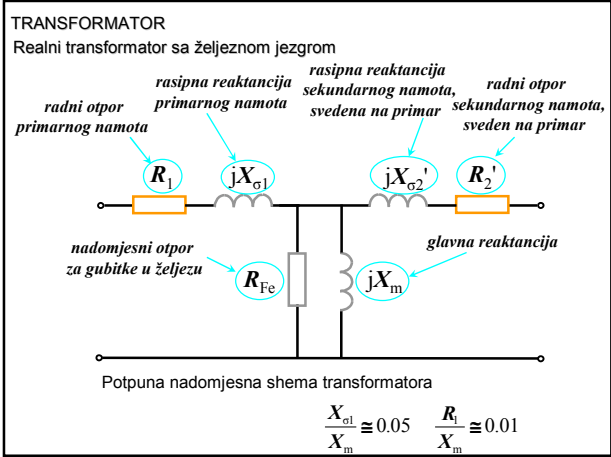 TRANSFORMATOR
Realni transformator sa željeznom jezgrom
radni otpor
primarnog namota
rasipna reaktancija
primarnog namota
rasipna reaktancija
sekundarnog namota,
svedena na primar
radni otpor
sekundarnog namota,
sveden na primar
R₁
jXσ1
jXσ2'
R₂'
nadomjesni otpor
za gubitke u željezu
R_Fe
jXₘ
glavna reaktancija
Potpuna nadomjesna shema transformatora
Xσ1/Xₘ ≅ 0.05 R₁/Xₘ ≅ 0.01